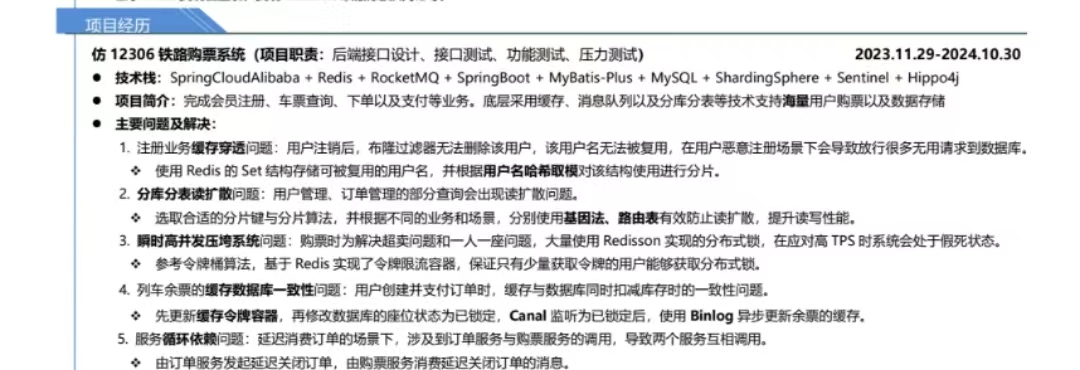 项目经历
仿 12306 铁路购票系统（项目职责：后端接口设计、接口测试、功能测试、压力测试） 2023.11.29-2024.10.30
● 技术栈：SpringCloudAlibaba + Redis + RocketMQ + SpringBoot + MyBatis-Plus + MySQL + ShardingSphere + Sentinel + Hippo4j
● 项目简介：完成会员注册、车票查询、下单以及支付等业务。底层采用缓存、消息队列以及分库分表等技术支持海量用户购票以及数据存储
● 主要问题及解决：
1. 注册业务缓存穿透问题：用户注销后，布隆过滤器无法删除该用户，该用户名无法被复用，在用户恶意注册场景下会导致放行很多无用请求到数据库。
❖ 使用 Redis 的 Set 结构存储可被复用的用户名，并根据用户名哈希取模对该结构使用进行分片。
2. 分库分表读扩散问题：用户管理、订单管理的部分查询会出现读扩散问题。
❖ 选取合适的分片键与分片算法，并根据不同的业务和场景，分别使用基因法、路由表有效防止读扩散，提升读写性能。
3. 瞬时高并发压垮系统问题：购票时为解决超卖问题和一人一座问题，大量使用 Redisson 实现的分布式锁，在应对高 TPS 时系统会处于假死状态。
❖ 参考令牌桶算法，基于 Redis 实现了令牌限流容器，保证只有少量获取令牌的用户能够获取分布式锁。
4. 列车余票的缓存数据库一致性问题：用户创建并支付订单时，缓存与数据库同时扣减库存时的一致性问题。
❖ 先更新缓存令牌容器，再修改数据库的座位状态为已锁定，Canal 监听为已锁定后，使用 Binlog 异步更新余票的缓存。
5. 服务循环依赖问题：延迟消费订单的场景下，涉及到订单服务与购票服务的调用，导致两个服务互相调用。
❖ 由订单服务发起延迟关闭订单，由购票服务消费延迟关闭订单的消息。